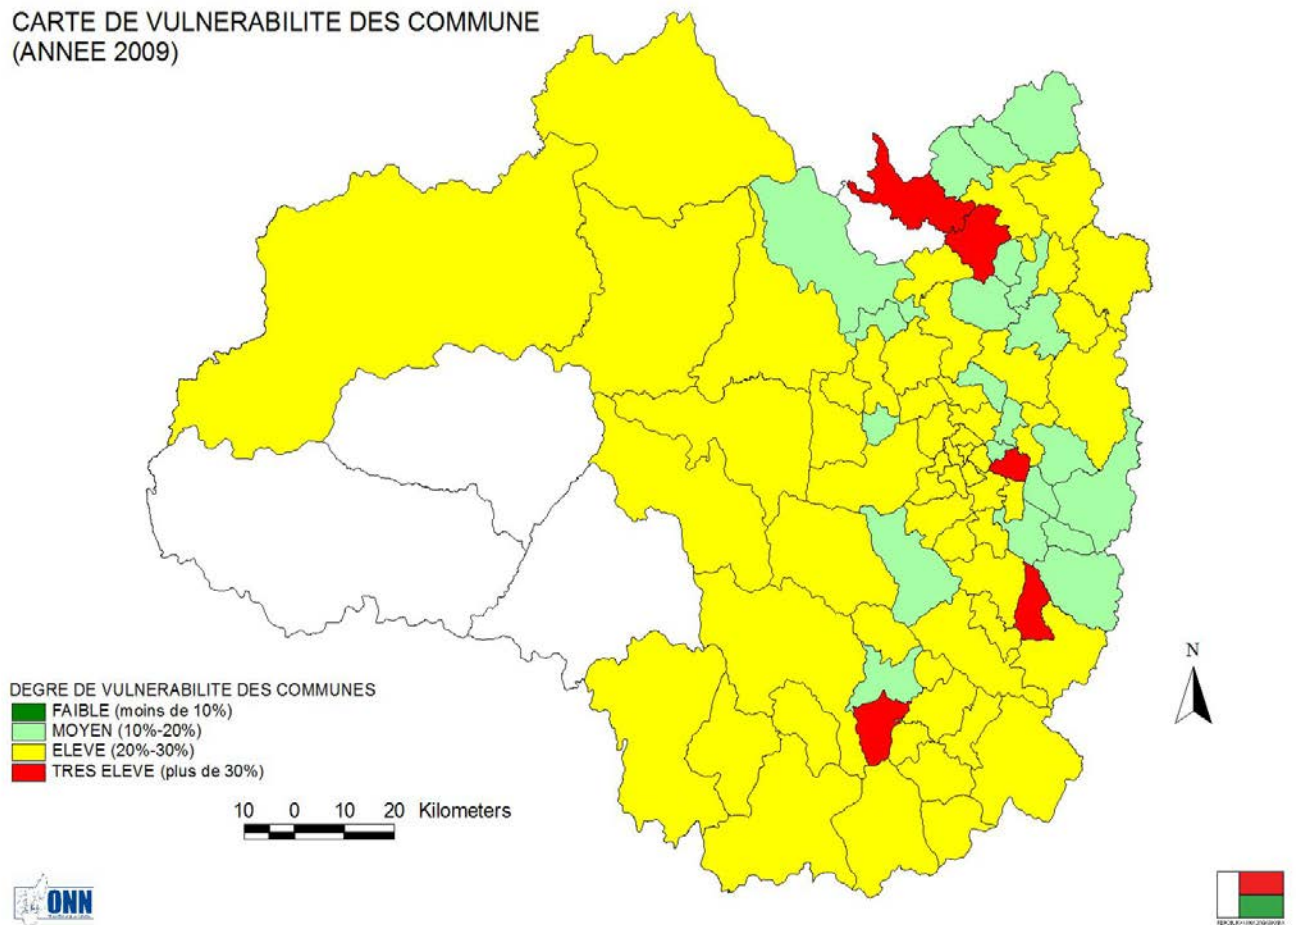 CARTE DE VULNERABILITE DES COMMUNE
(ANNEE 2009)
N
DEGRE DE VULNERABILITE DES COMMUNES
FAIBLE (moins de 10%)
MOYEN (10%-20%)
ELEVE (20%-30%)
TRES ELEVE (plus de 30%)
10 0 10 20 Kilometers
ONN